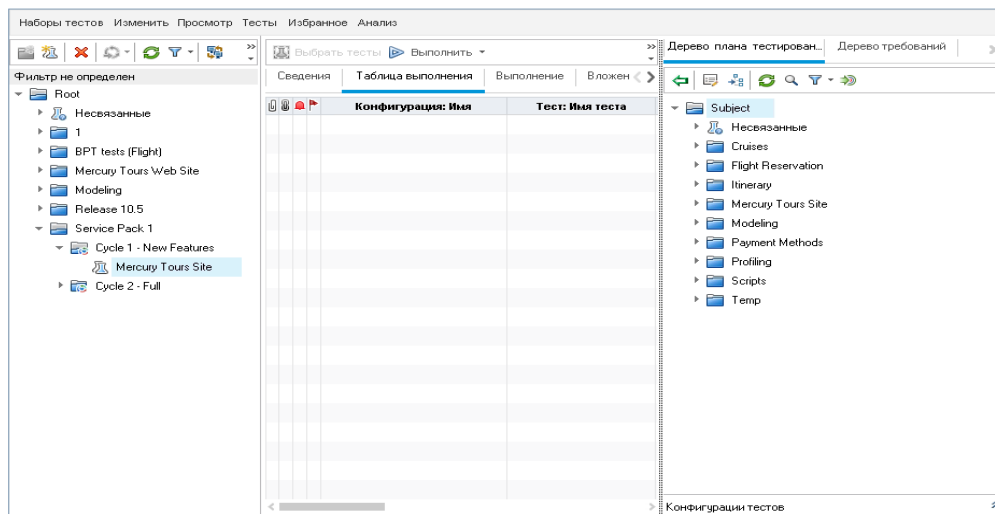 Наборы тестов Изменить Просмотр Тесты Избранное Анализ
Выбрать тесты Выполнить
Фильтр не определен
Root
Несвязанные
1
BPT tests (Flight)
Mercury Tours Web Site
Modeling
Release 10.5
Service Pack 1
Cycle 1 - New Features
Mercury Tours Site
Cycle 2 - Full
Сведения Таблица выполнения Выполнение Вложен
Конфигурация: Имя Тест: Имя теста
Дерево плана тестирован... Дерево требований
Subject
Несвязанные
Cruises
Flight Reservation
Itinerary
Mercury Tours Site
Modeling
Payment Methods
Profiling
Scripts
Temp
Конфигурации тестов